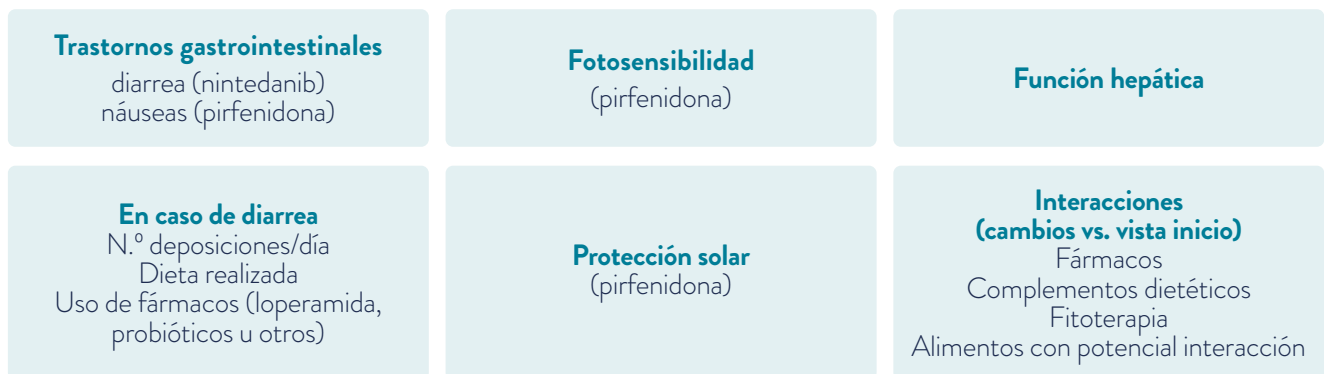 Trastornos gastrointestinales
diarrea (nintedanib)
náuseas (pirfenidona)
Fotosensibilidad
(pirfenidona)
Función hepática
En caso de diarrea
N.º deposiciones/día
Dieta realizada
Uso de fármacos (loperamida,
probióticos u otros)
Protección solar
(pirfenidona)
Interacciones
(cambios vs. vista inicio)
Fármacos
Complementos dietéticos
Fitoterapia
Alimentos con potencial interacción